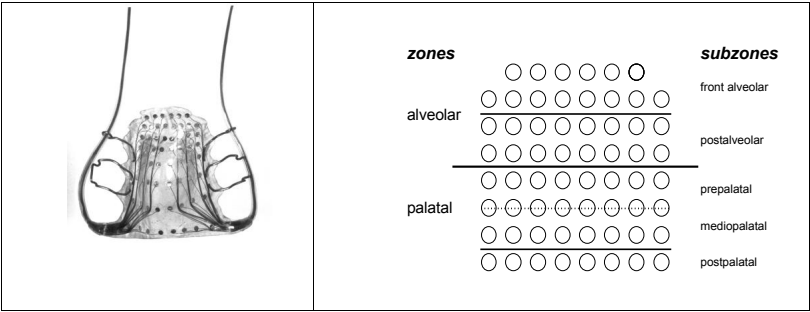 zones
subzones
front alveolar
alveolar
postalveolar
prepalatal
palatal
mediopalatal
postpalatal